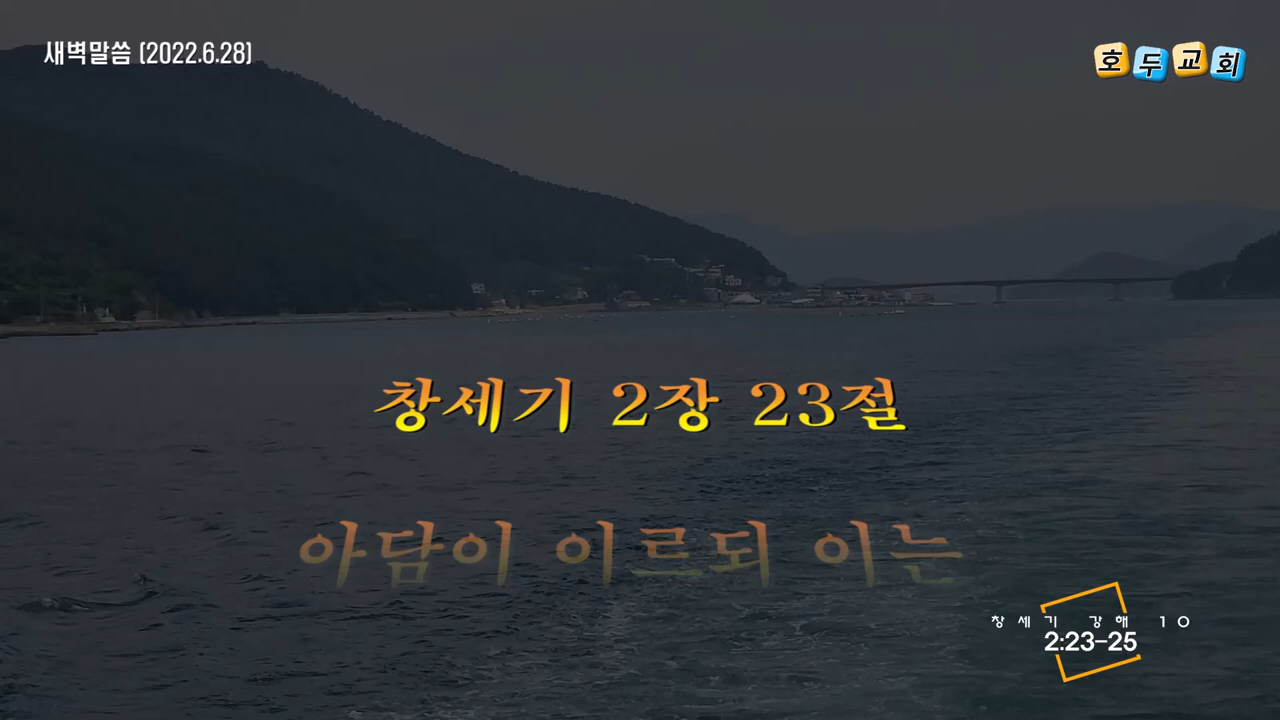 새벽말씀 (2022.6.28)
호두교회
창세기 2장 23절
아담이 이르되 이는
창세기 강해 10
2:23-25